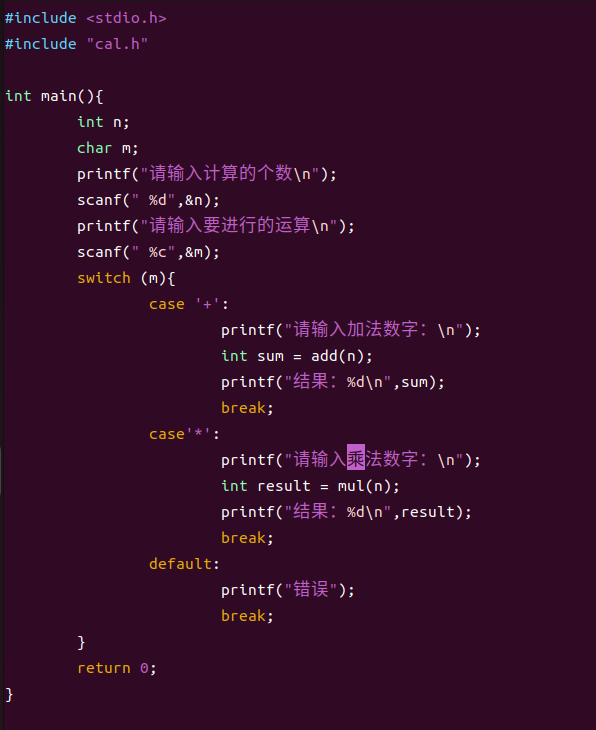 #include <stdio.h>
#include "cal.h"

int main(){
        int n;
        char m;
        printf("请输入计算的个数\n");
        scanf(" %d",&n);
        printf("请输入要进行的运算\n");
        scanf(" %c",&m);
        switch (m){
                case '+':
                        printf("请输入加法数字：\n");
                        int sum = add(n);
                        printf("结果：%d\n",sum);
                        break;
                case'*':
                        printf("请输入乘法数字：\n");
                        int result = mul(n);
                        printf("结果：%d\n",result);
                        break;
                default:
                        printf("错误");
                        break;
        }
        return 0;
}